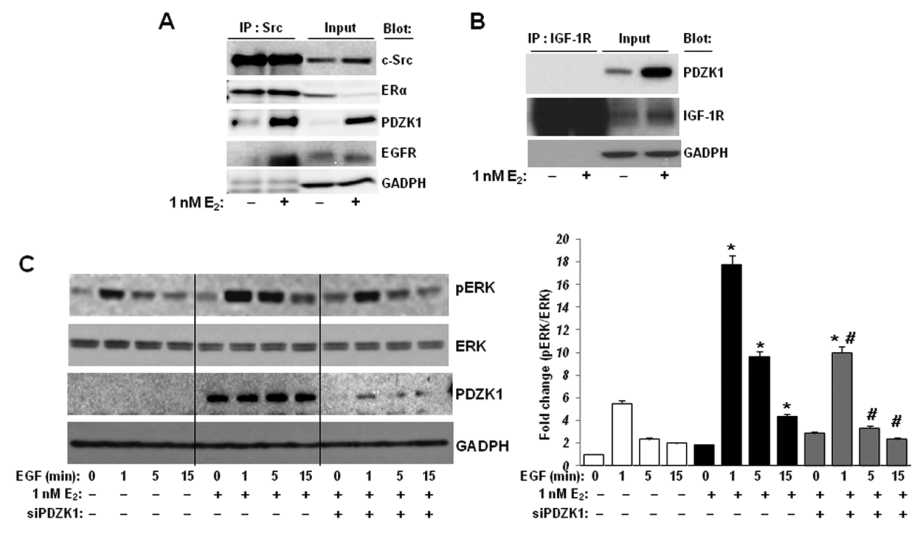 A
IP : Src Input Blot:
c-Src
ERα
PDZK1
EGFR
GADPH
1 nM E₂: – + – +
B
IP : IGF-1R Input Blot:
PDZK1
IGF-1R
GADPH
1 nM E₂: – + – +
C
pERK
ERK
PDZK1
GADPH
EGF (min): 0 1 5 15 0 1 5 15 0 1 5 15
1 nM E₂: – – – – + + + + + + + +
siPDZK1: – – – – – – – – + + + +
Fold change (pERK/ERK)
20
18
16
14
12
10
8
6
4
2
0
*
*
*
* #
#
#
EGF (min): 0 1 5 15 0 1 5 15 0 1 5 15
1 nM E₂: – – – – + + + + + + + +
siPDZK1: – – – – – – – – + + + +